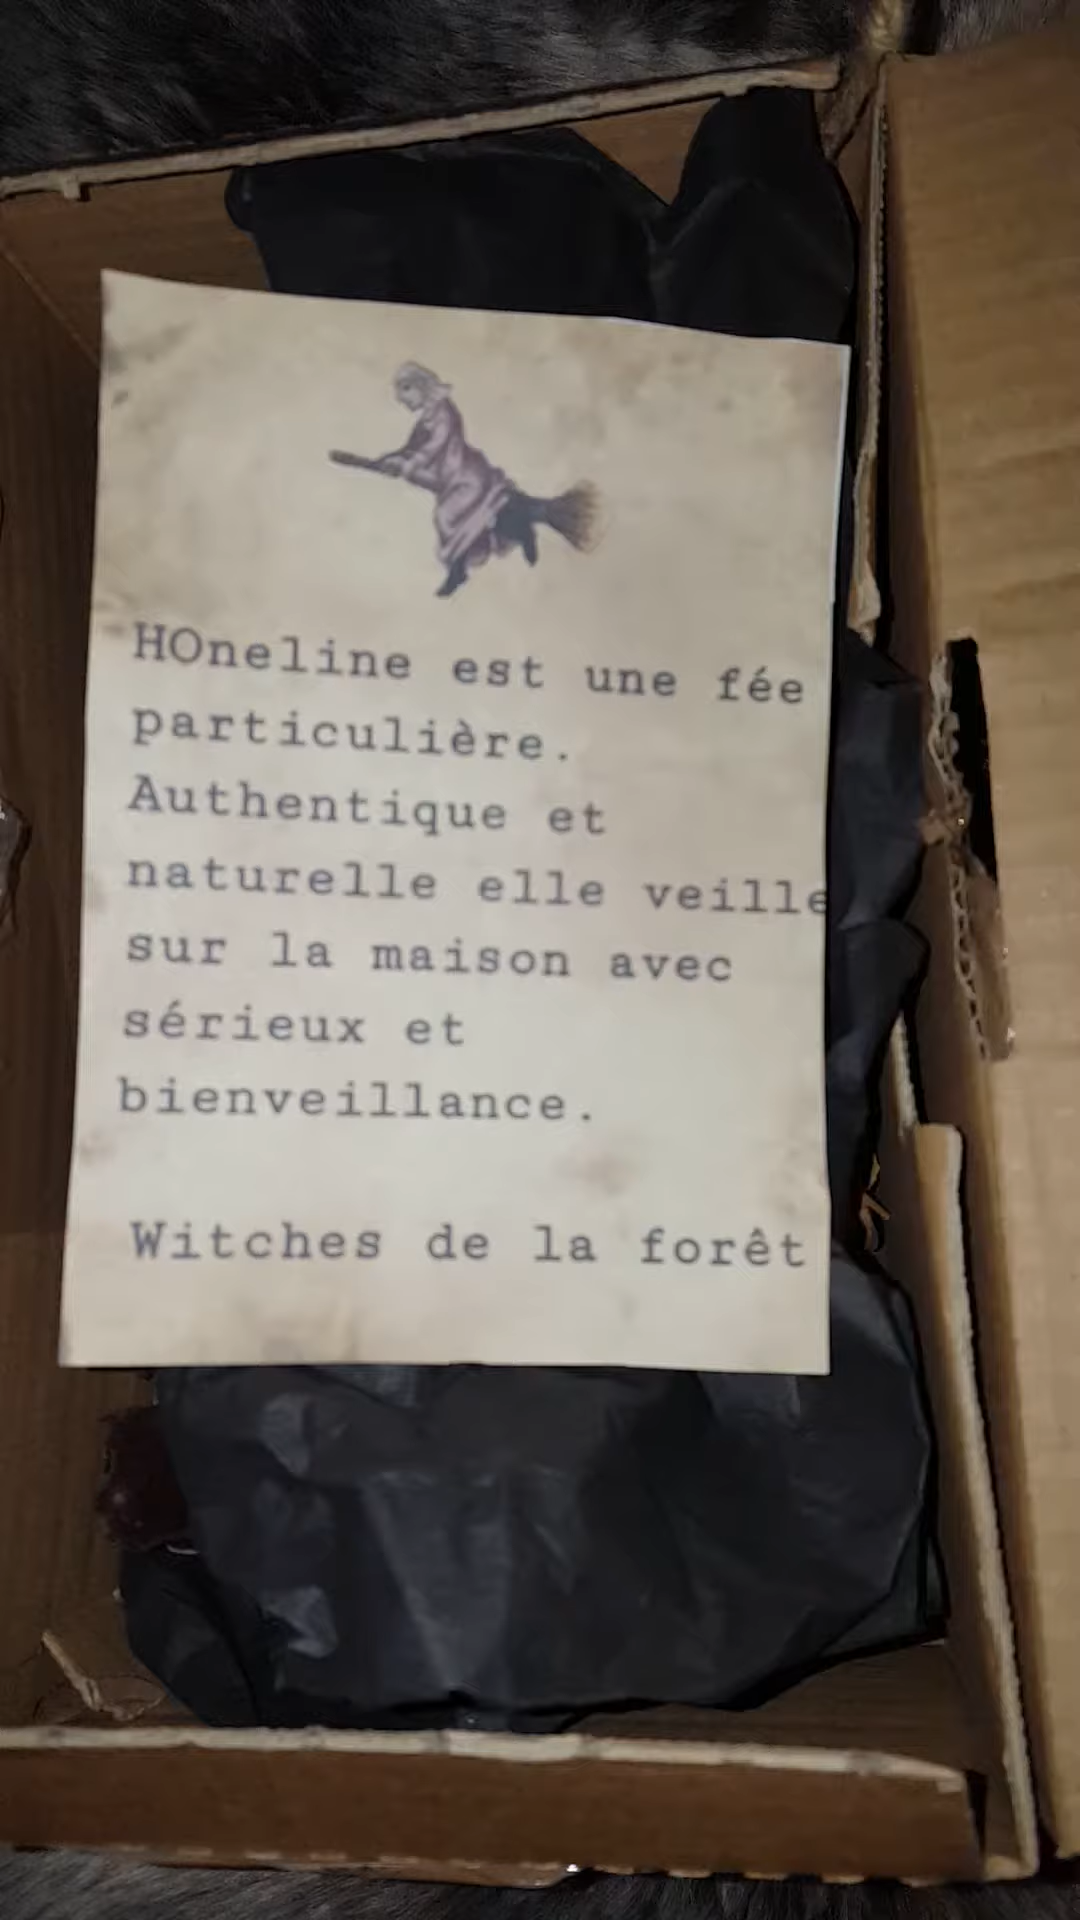 HOneline est une fée
particulière.
Authentique et
naturelle elle veille
sur la maison avec
sérieux et
bienveillance.
Witches de la forêt